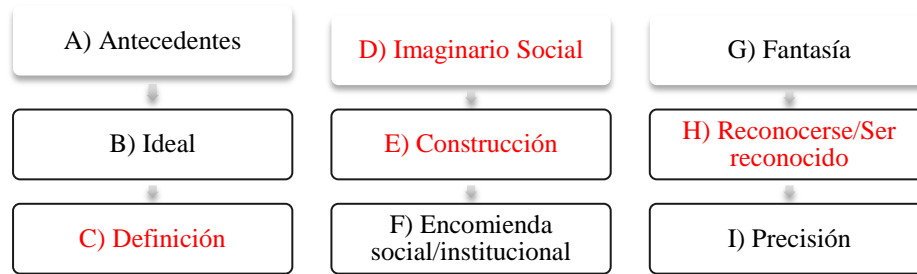 A) Antecedentes
B) Ideal
C) Definición
D) Imaginario Social
E) Construcción
F) Encomienda
social/institucional
G) Fantasía
H) Reconocerse/Ser
reconocido
I) Precisión